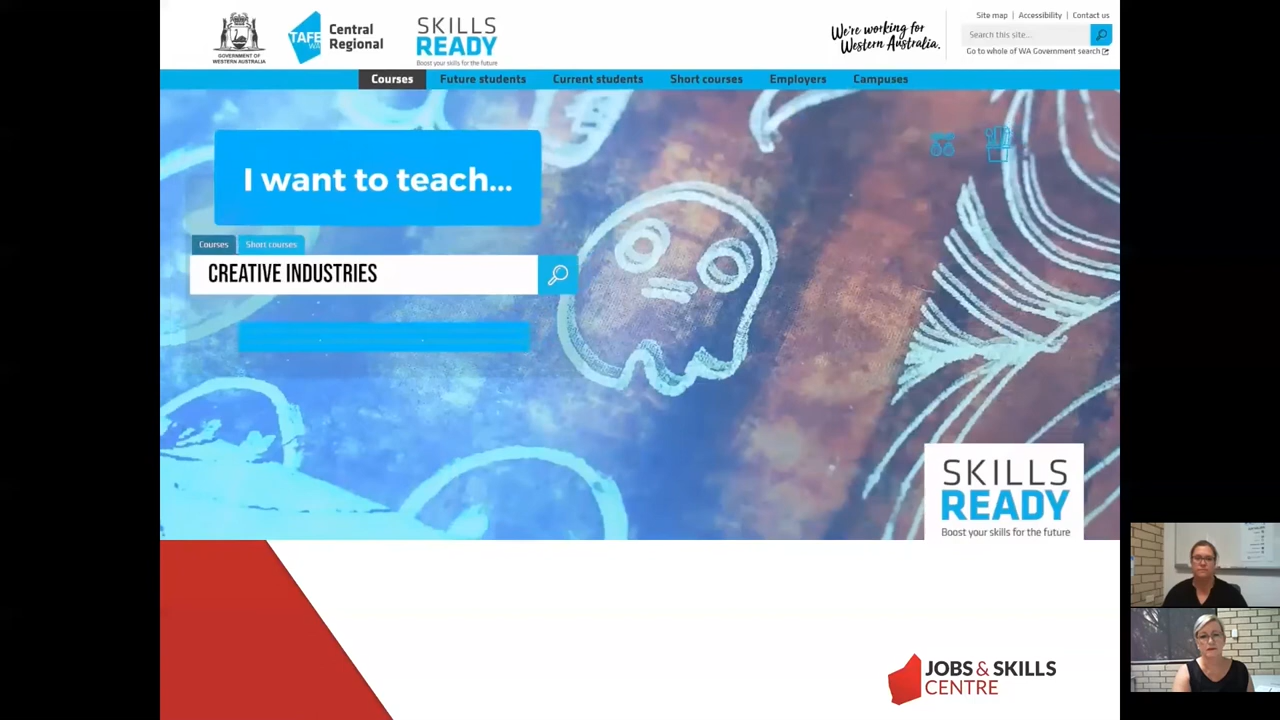 Site map | Accessibility | Contact us
GOVERNMENT OF
WESTERN AUSTRALIA
TAFE
WA
Central
Regional
SKILLS
READY
Boost your skills for the future
We're working for
Western Australia.
Search this site...
Go to whole of WA Government search
Courses
Future students
Current students
Short courses
Employers
Campuses
I want to teach...
Courses
Short courses
CREATIVE INDUSTRIES
SKILLS
READY
Boost your skills for the future
JOBS & SKILLS
CENTRE